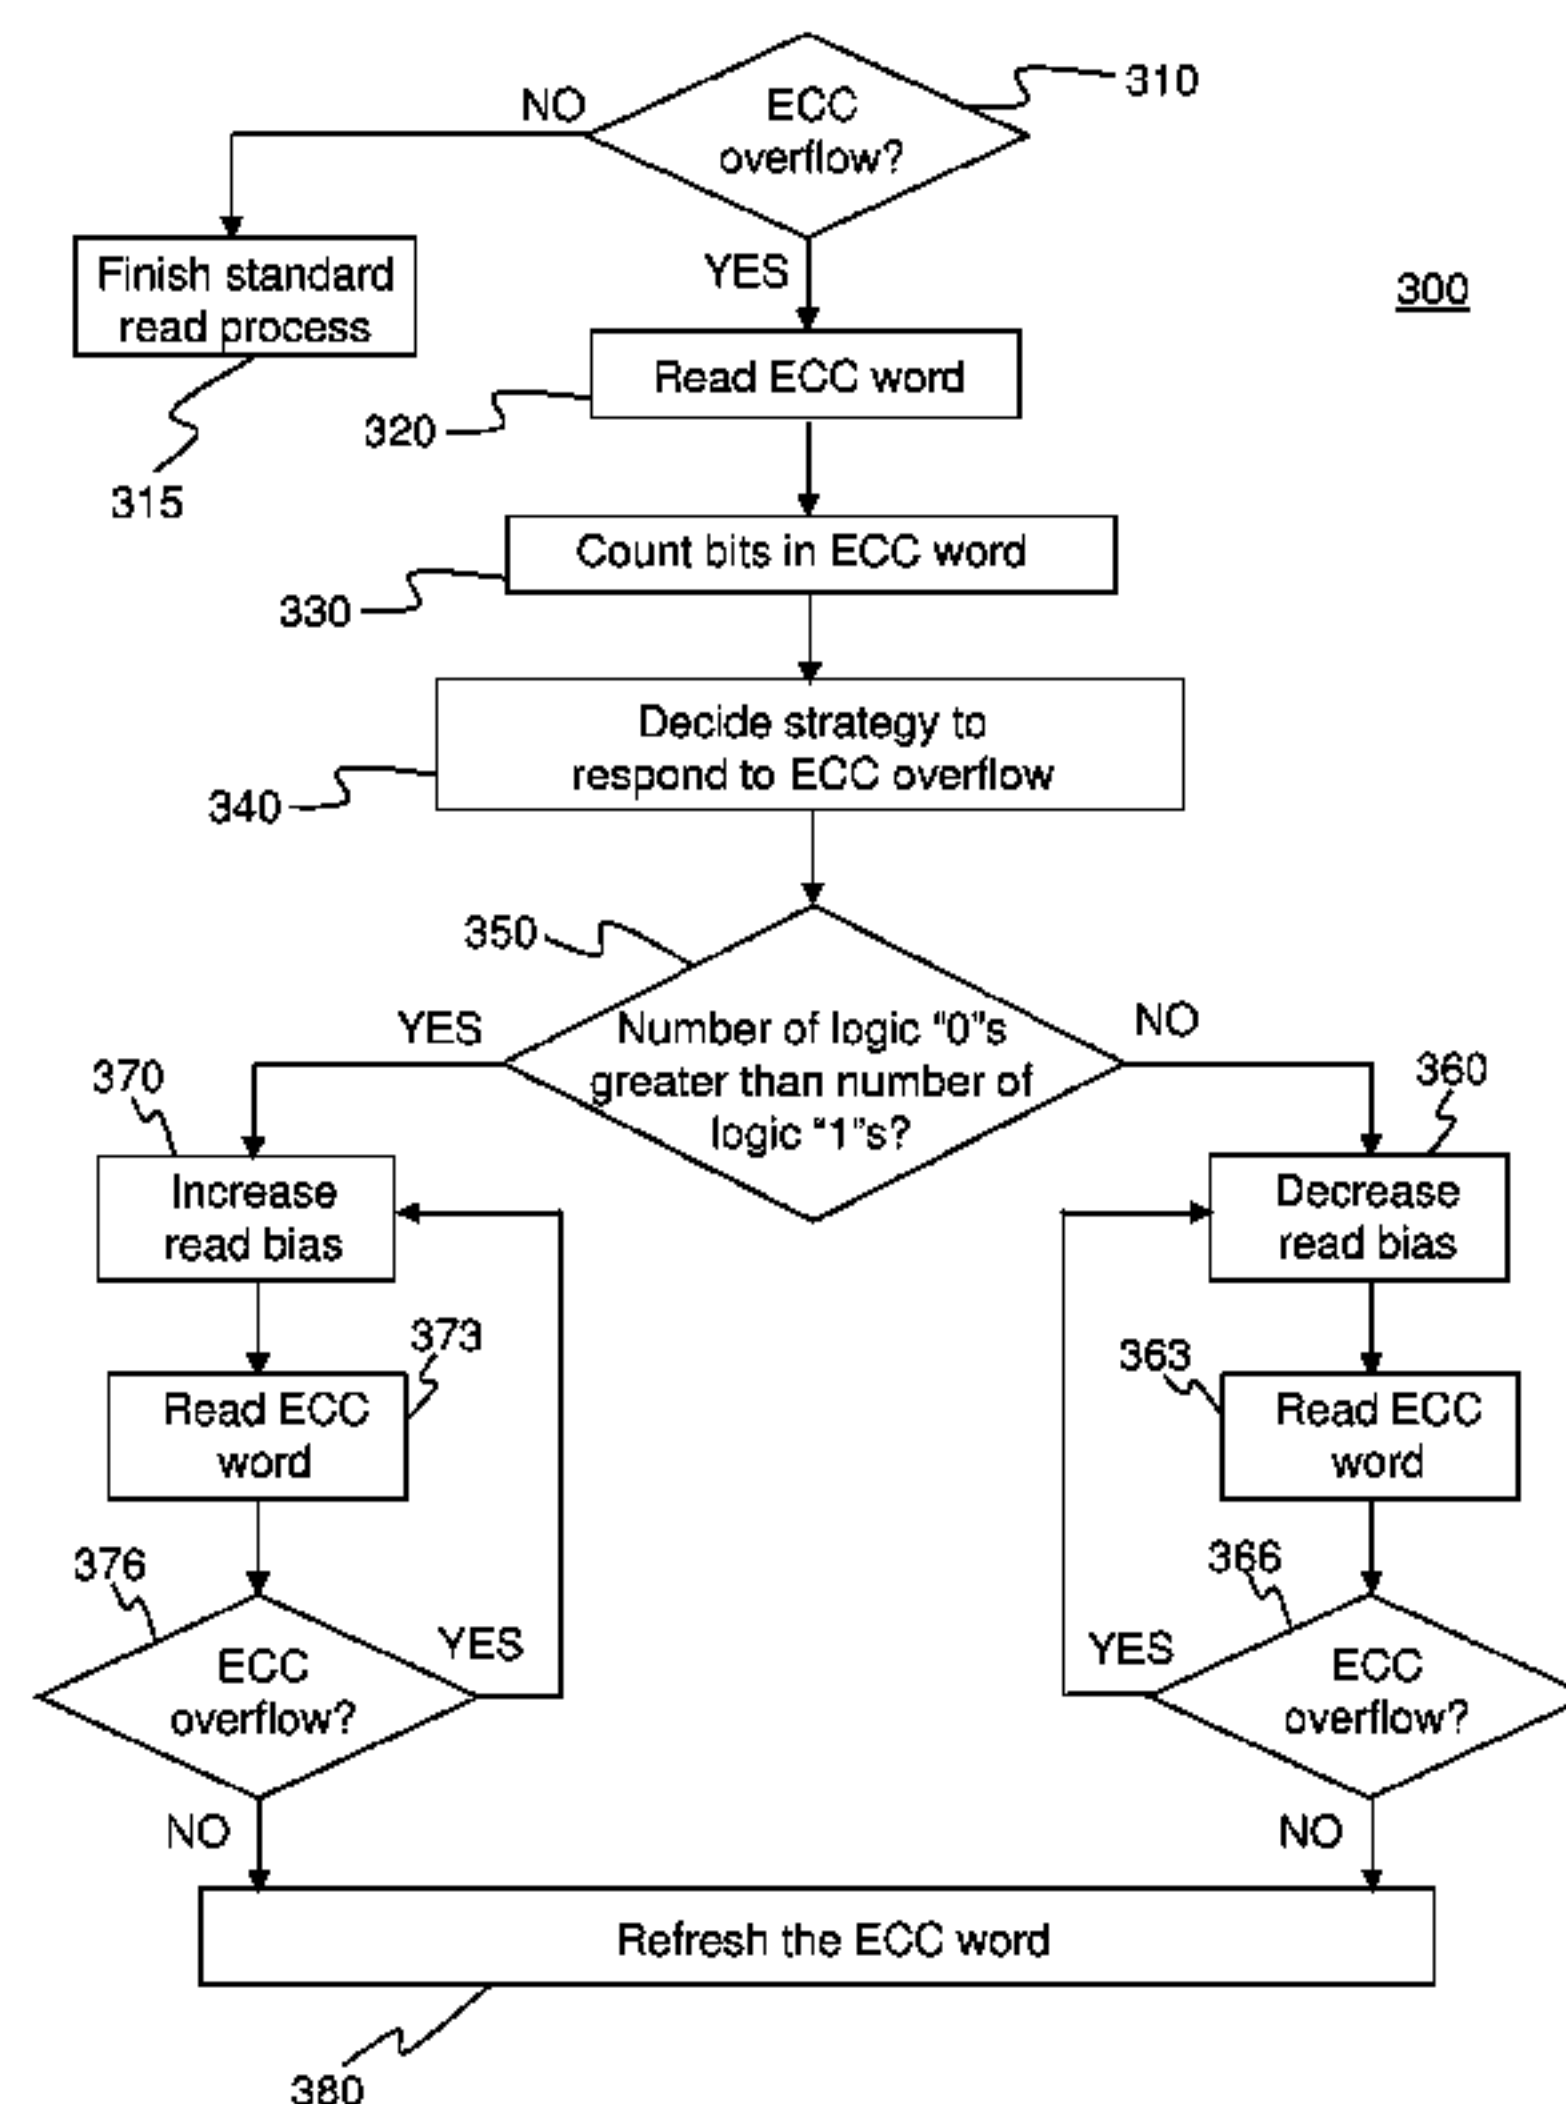 310
NO
ECC
overflow?
Finish standard
read process
YES
300
Read ECC word
320
315
Count bits in ECC word
330
Decide strategy to
respond to ECC overflow
340
350
YES
Number of logic "0"s
greater than number of
logic "1"s?
NO
370
360
Increase
read bias
Decrease
read bias
373
363
Read ECC
word
Read ECC
word
376
366
YES
ECC
overflow?
YES
ECC
overflow?
NO
NO
Refresh the ECC word
380